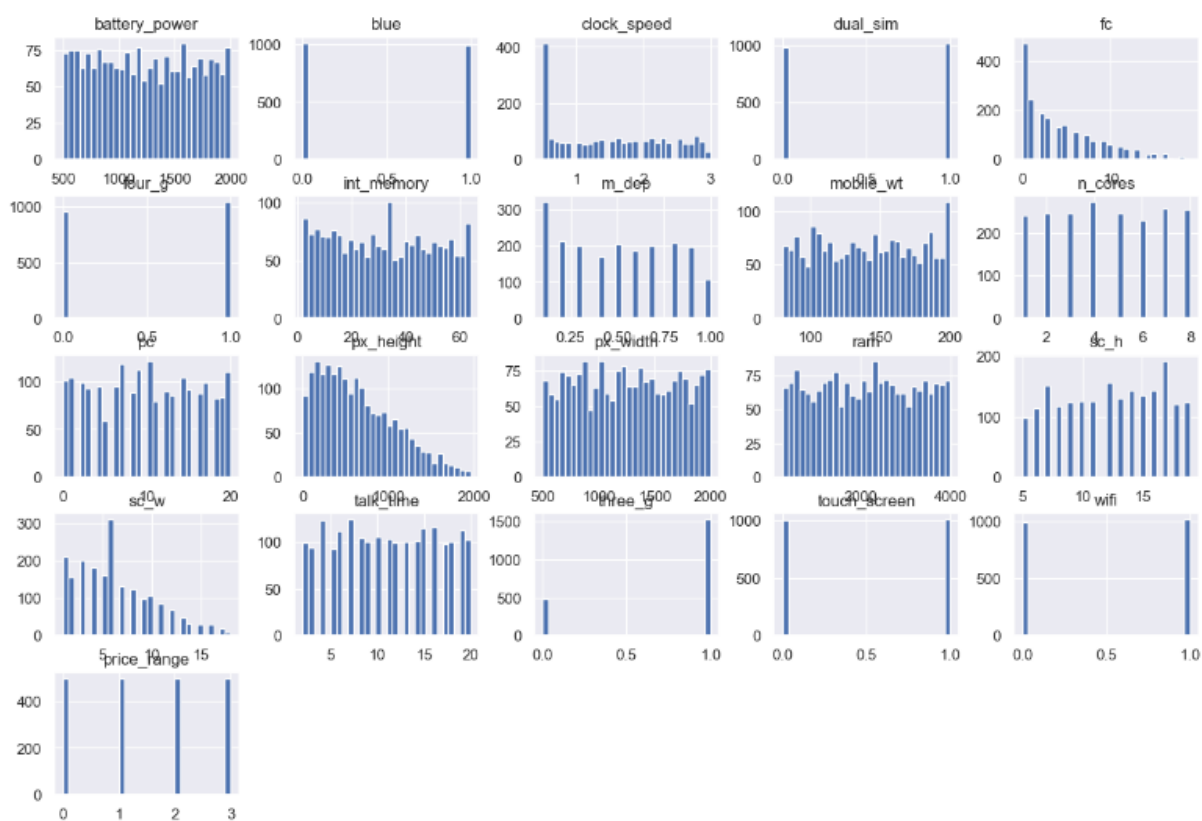 battery_power
75
50
25
0
500 1000 1500 2000
blue
1000
500
0
0.0 0.5 1.0
clock_speed
400
200
0
1 2 3
dual_sim
1000
500
0
0.0 0.5 1.0
fc
400
200
0
0 10
four_g
1000
500
0
0.0 0.5 1.0
int_memory
100
50
0
0 20 40 60
m_dep
300
200
100
0
0.25 0.50 0.75 1.00
mobile_wt
100
50
0
100 150 200
n_cores
200
100
0
2 4 6 8
pc
100
50
0
0 10 20
px_height
100
50
0
0 1000 2000
px_width
75
50
25
0
500 1000 1500 2000
ram
75
50
25
0
2000 4000
sc_h
200
100
0
5 10 15
sc_w
300
200
100
0
5 10 15
talk_time
100
50
0
5 10 15 20
three_g
1500
1000
500
0
0.0 0.5 1.0
touch_screen
1000
500
0
0.0 0.5 1.0
wifi
1000
500
0
0.0 0.5 1.0
price_range
400
200
0
0 1 2 3